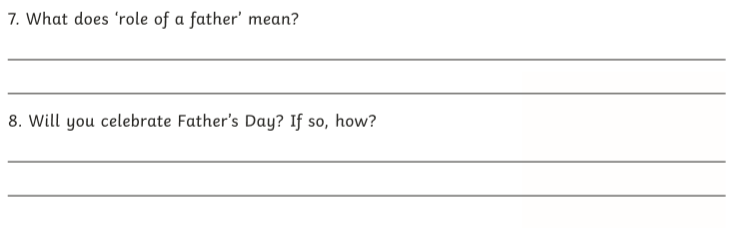 7. What does ‘role of a father’ mean?
8. Will you celebrate Father’s Day? If so, how?